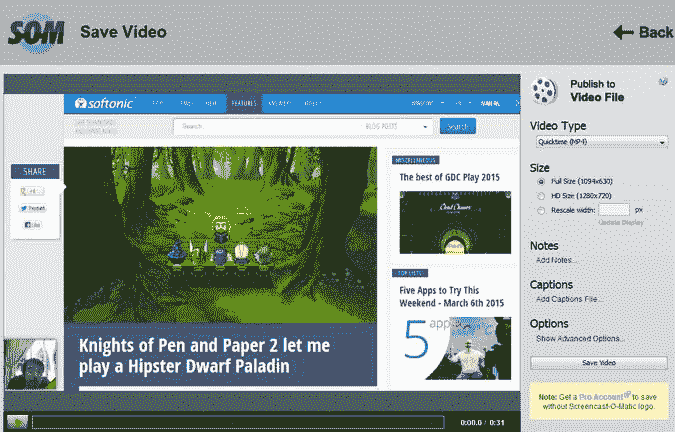 SOM
Save Video
Back
softonic
FEATURES
Search
BLOG POSTS
Search
SHARE
Tweet
Like
Knights of Pen and Paper 2 let me
play a Hipster Dwarf Paladin
MISCELLANEOUS
The best of GDC Play 2015
TOP LISTS
Five Apps to Try This
Weekend - March 6th 2015
5 apps
00:00.0 / 0:31
Publish to
Video File
Video Type
Quicktime (MP4)
Size
Full Size (1094x630)
HD Size (1280x720)
Rescale width:
px
Update Display
Notes
Add Notes...
Captions
Add Captions File...
Options
Show Advanced Options...
Save Video
Note: Get a Pro Account to save
without Screencast-O-Matic logo.